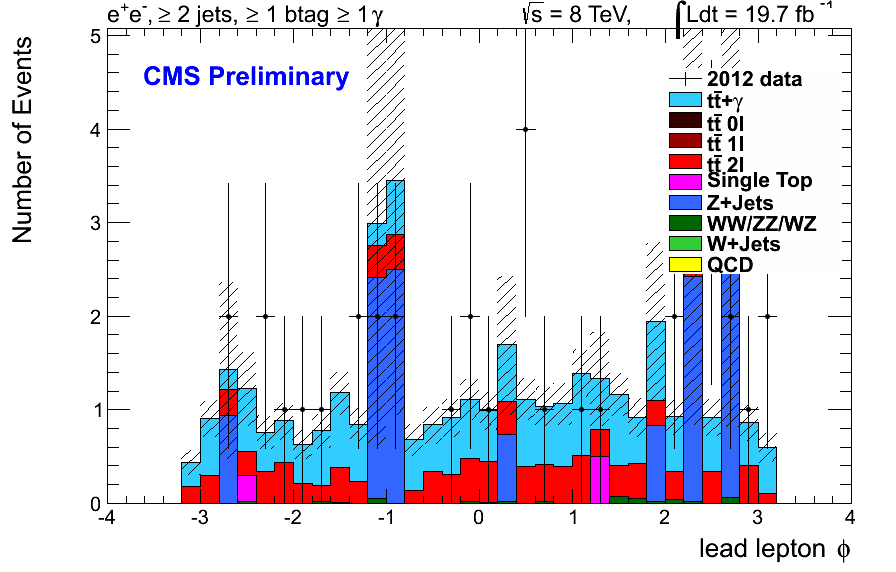 e⁺e⁻, ≥ 2 jets, ≥ 1 btag ≥ 1 γ √s = 8 TeV, ∫Ldt = 19.7 fb⁻¹
CMS Preliminary
Number of Events
5
4
3
2
1
0
2012 data
tt̄+γ
tt̄ 0l
tt̄ 1l
tt̄ 2l
Single Top
Z+Jets
WW/ZZ/WZ
W+Jets
QCD
-4 -3 -2 -1 0 1 2 3 4
lead lepton ϕ